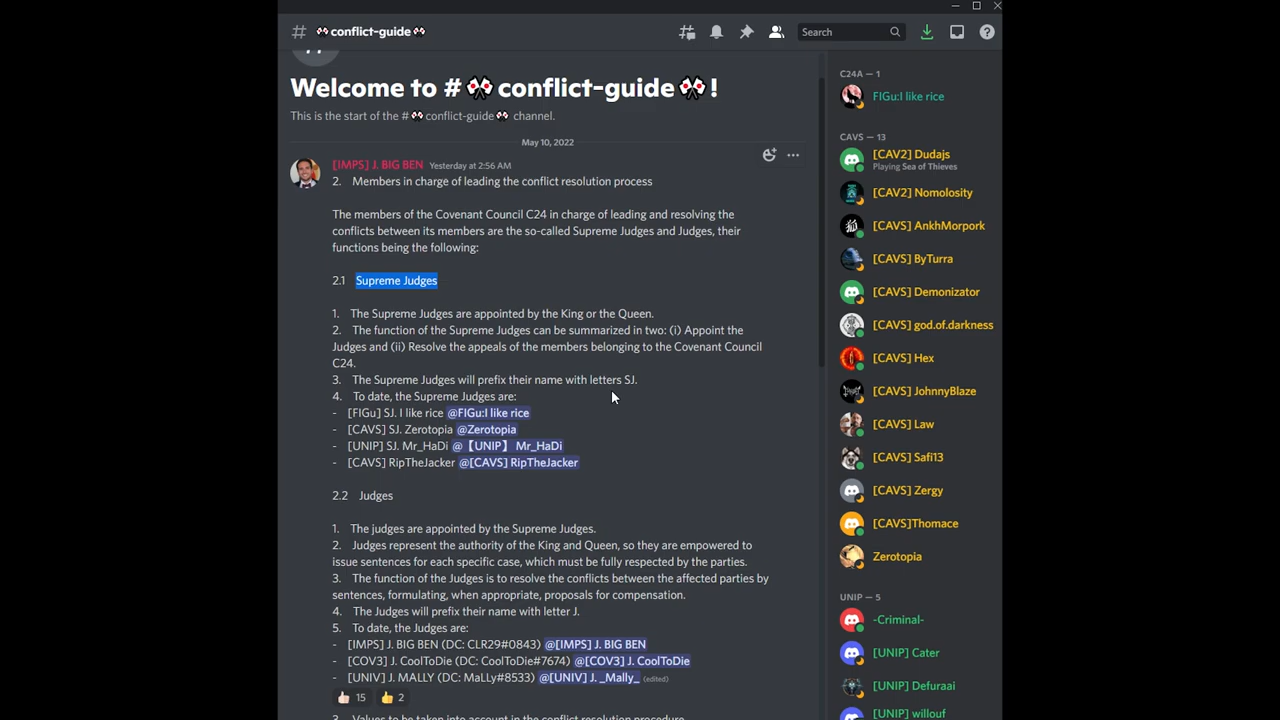 conflict-guide
Search
Welcome to # conflict-guide !
This is the start of the # conflict-guide channel.
May 10, 2022
[IMPS] J. BIG BEN Yesterday at 2:56 AM
2. Members in charge of leading the conflict resolution process
The members of the Covenant Council C24 in charge of leading and resolving the
conflicts between its members are the so-called Supreme Judges and Judges, their
functions being the following:
2.1 Supreme Judges
1. The Supreme Judges are appointed by the King or the Queen.
2. The function of the Supreme Judges can be summarized in two: (i) Appoint the
Judges and (ii) Resolve the appeals of the members belonging to the Covenant Council
C24.
3. The Supreme Judges will prefix their name with letters SJ.
4. To date, the Supreme Judges are:
- [FIGu] SJ. I like rice @FIGu:I like rice
- [CAVS] SJ. Zerotopia @Zerotopia
- [UNIP] SJ. Mr_HaDi @【UNIP】 Mr_HaDi
- [CAVS] RipTheJacker @[CAVS] RipTheJacker
2.2 Judges
1. The judges are appointed by the Supreme Judges.
2. Judges represent the authority of the King and Queen, so they are empowered to
issue sentences for each specific case, which must be fully respected by the parties.
3. The function of the Judges is to resolve the conflicts between the affected parties by
sentences, formulating, when appropriate, proposals for compensation.
4. The Judges will prefix their name with letter J.
5. To date, the Judges are:
- [IMPS] J. BIG BEN (DC: CLR29#0843) @[IMPS] J. BIG BEN
- [COV3] J. CoolToDie (DC: CoolToDie#7674) @[COV3] J. CoolToDie
- [UNIV] J. MALLY (DC: MaLLy#8533) @[UNIV] J. _Mally_ (edited)
15 2
3. Values to be taken into account in the conflict resolution procedure
C24A — 1
FIGu:I like rice
CAVS — 13
[CAV2] Dudajs
Playing Sea of Thieves
[CAV2] Nomolosity
[CAVS] AnkhMorpork
[CAVS] ByTurra
[CAVS] Demonizator
[CAVS] god.of.darkness
[CAVS] Hex
[CAVS] JohnnyBlaze
[CAVS] Law
[CAVS] Safi13
[CAVS] Zergy
[CAVS]Thomace
Zerotopia
UNIP — 5
-Criminal-
[UNIP] Cater
[UNIP] Defuraai
[UNIP] willouf